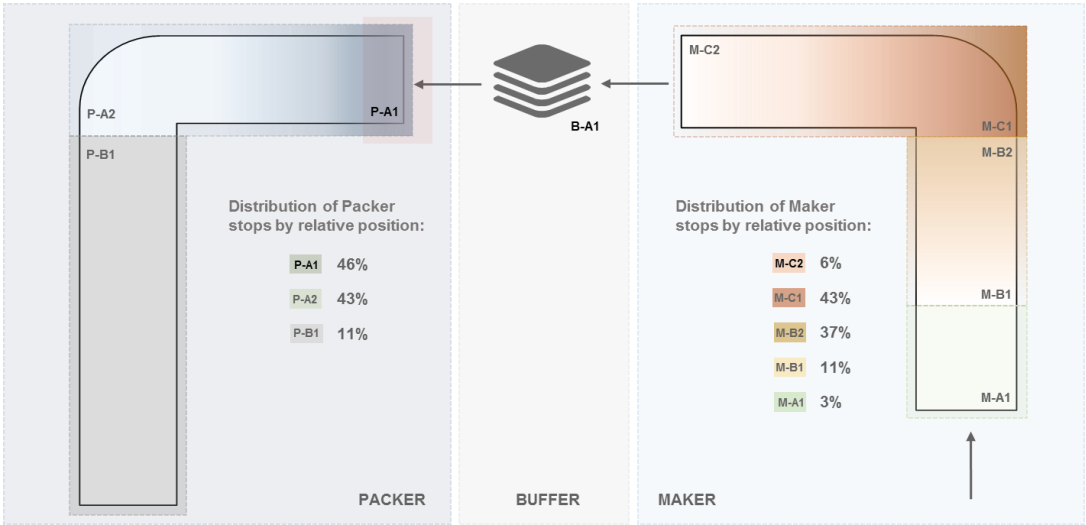 P-A2
P-A1
P-B1
Distribution of Packer
stops by relative position:
P-A1 46%
P-A2 43%
P-B1 11%
PACKER
B-A1
BUFFER
M-C2
M-C1
M-B2
M-B1
M-A1
Distribution of Maker
stops by relative position:
M-C2 6%
M-C1 43%
M-B2 37%
M-B1 11%
M-A1 3%
MAKER